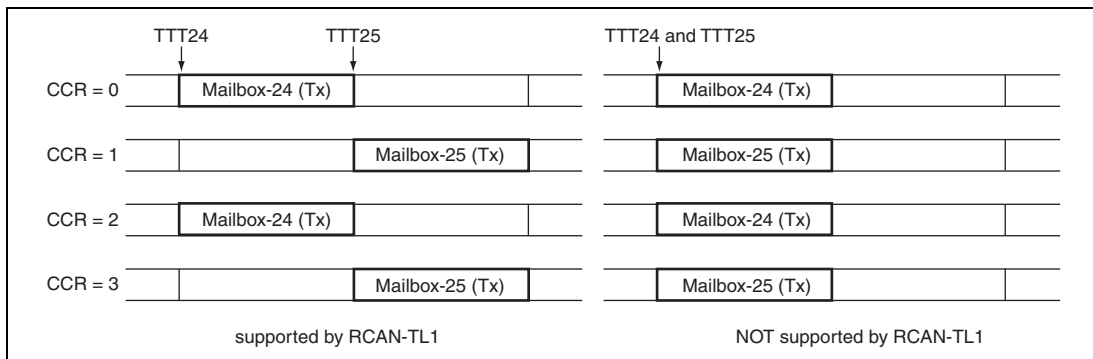 TTT24 TTT25 TTT24 and TTT25
CCR = 0 Mailbox-24 (Tx) Mailbox-24 (Tx)
CCR = 1 Mailbox-25 (Tx) Mailbox-25 (Tx)
CCR = 2 Mailbox-24 (Tx) Mailbox-24 (Tx)
CCR = 3 Mailbox-25 (Tx) Mailbox-25 (Tx)
supported by RCAN-TL1 NOT supported by RCAN-TL1